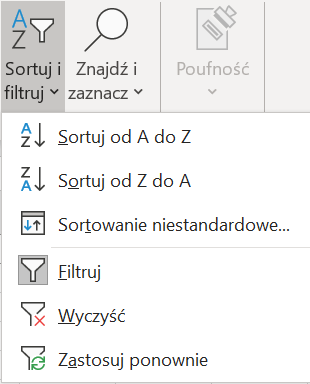 Sortuj i
filtruj
Znajdź i
zaznacz
Poufność
Sortuj od A do Z
Sortuj od Z do A
Sortowanie niestandardowe...
Filtruj
Wyczyść
Zastosuj ponownie